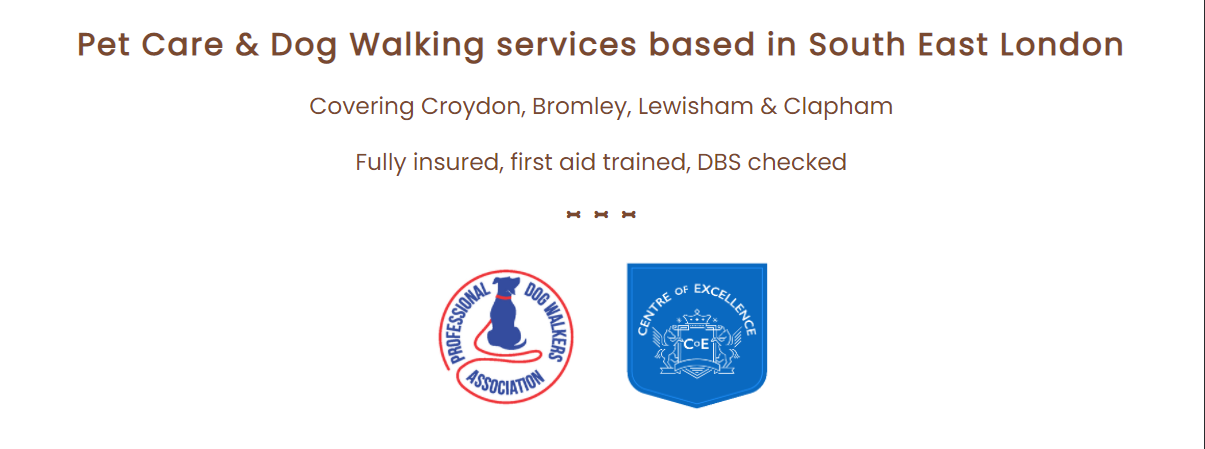 Pet Care & Dog Walking services based in South East London
Covering Croydon, Bromley, Lewisham & Clapham
Fully insured, first aid trained, DBS checked
PROFESSIONAL DOG WALKERS
ASSOCIATION
CENTRE OF EXCELLENCE
CoE